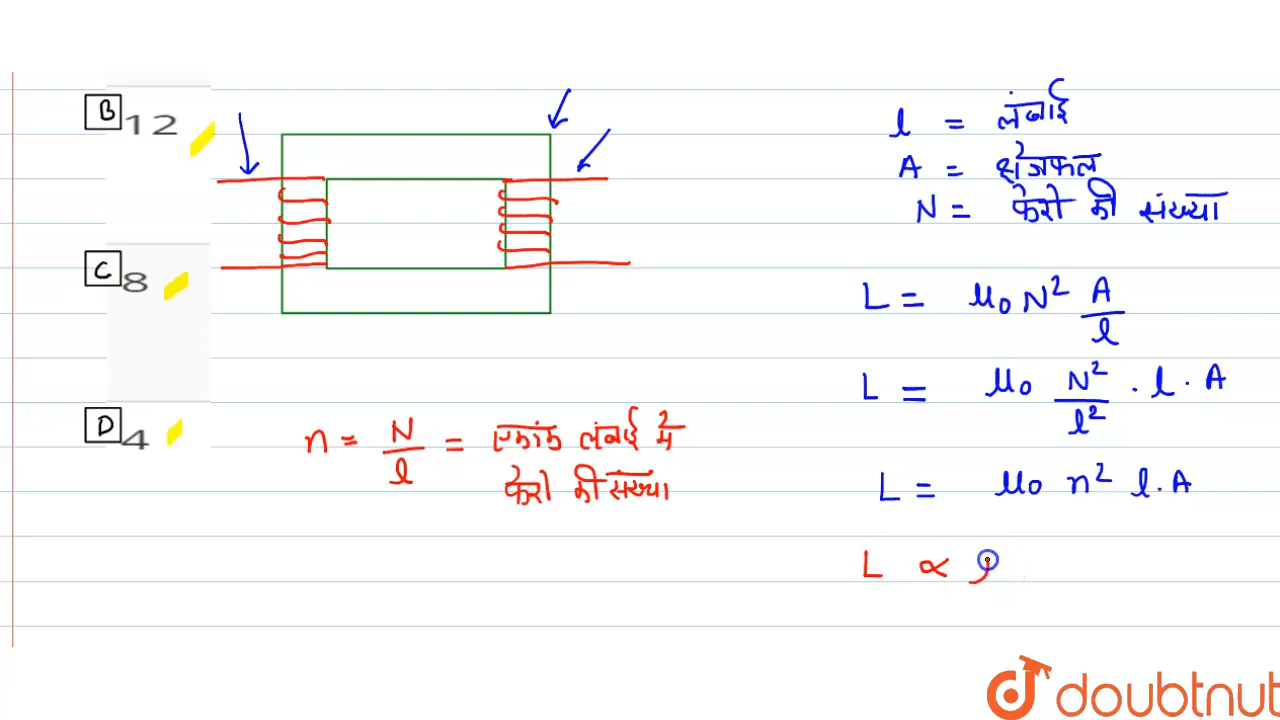 B 12
C 8
D 4
l = लंबाई
A = क्षेत्रफल
N = फेरो की संख्या
L = μ₀ N² A/l
L = μ₀ N²/l² · l · A
L = μ₀ n² l · A
L ∝
n = N/l = एकांक लंबाई में
फेरो की संख्या
doubtnut